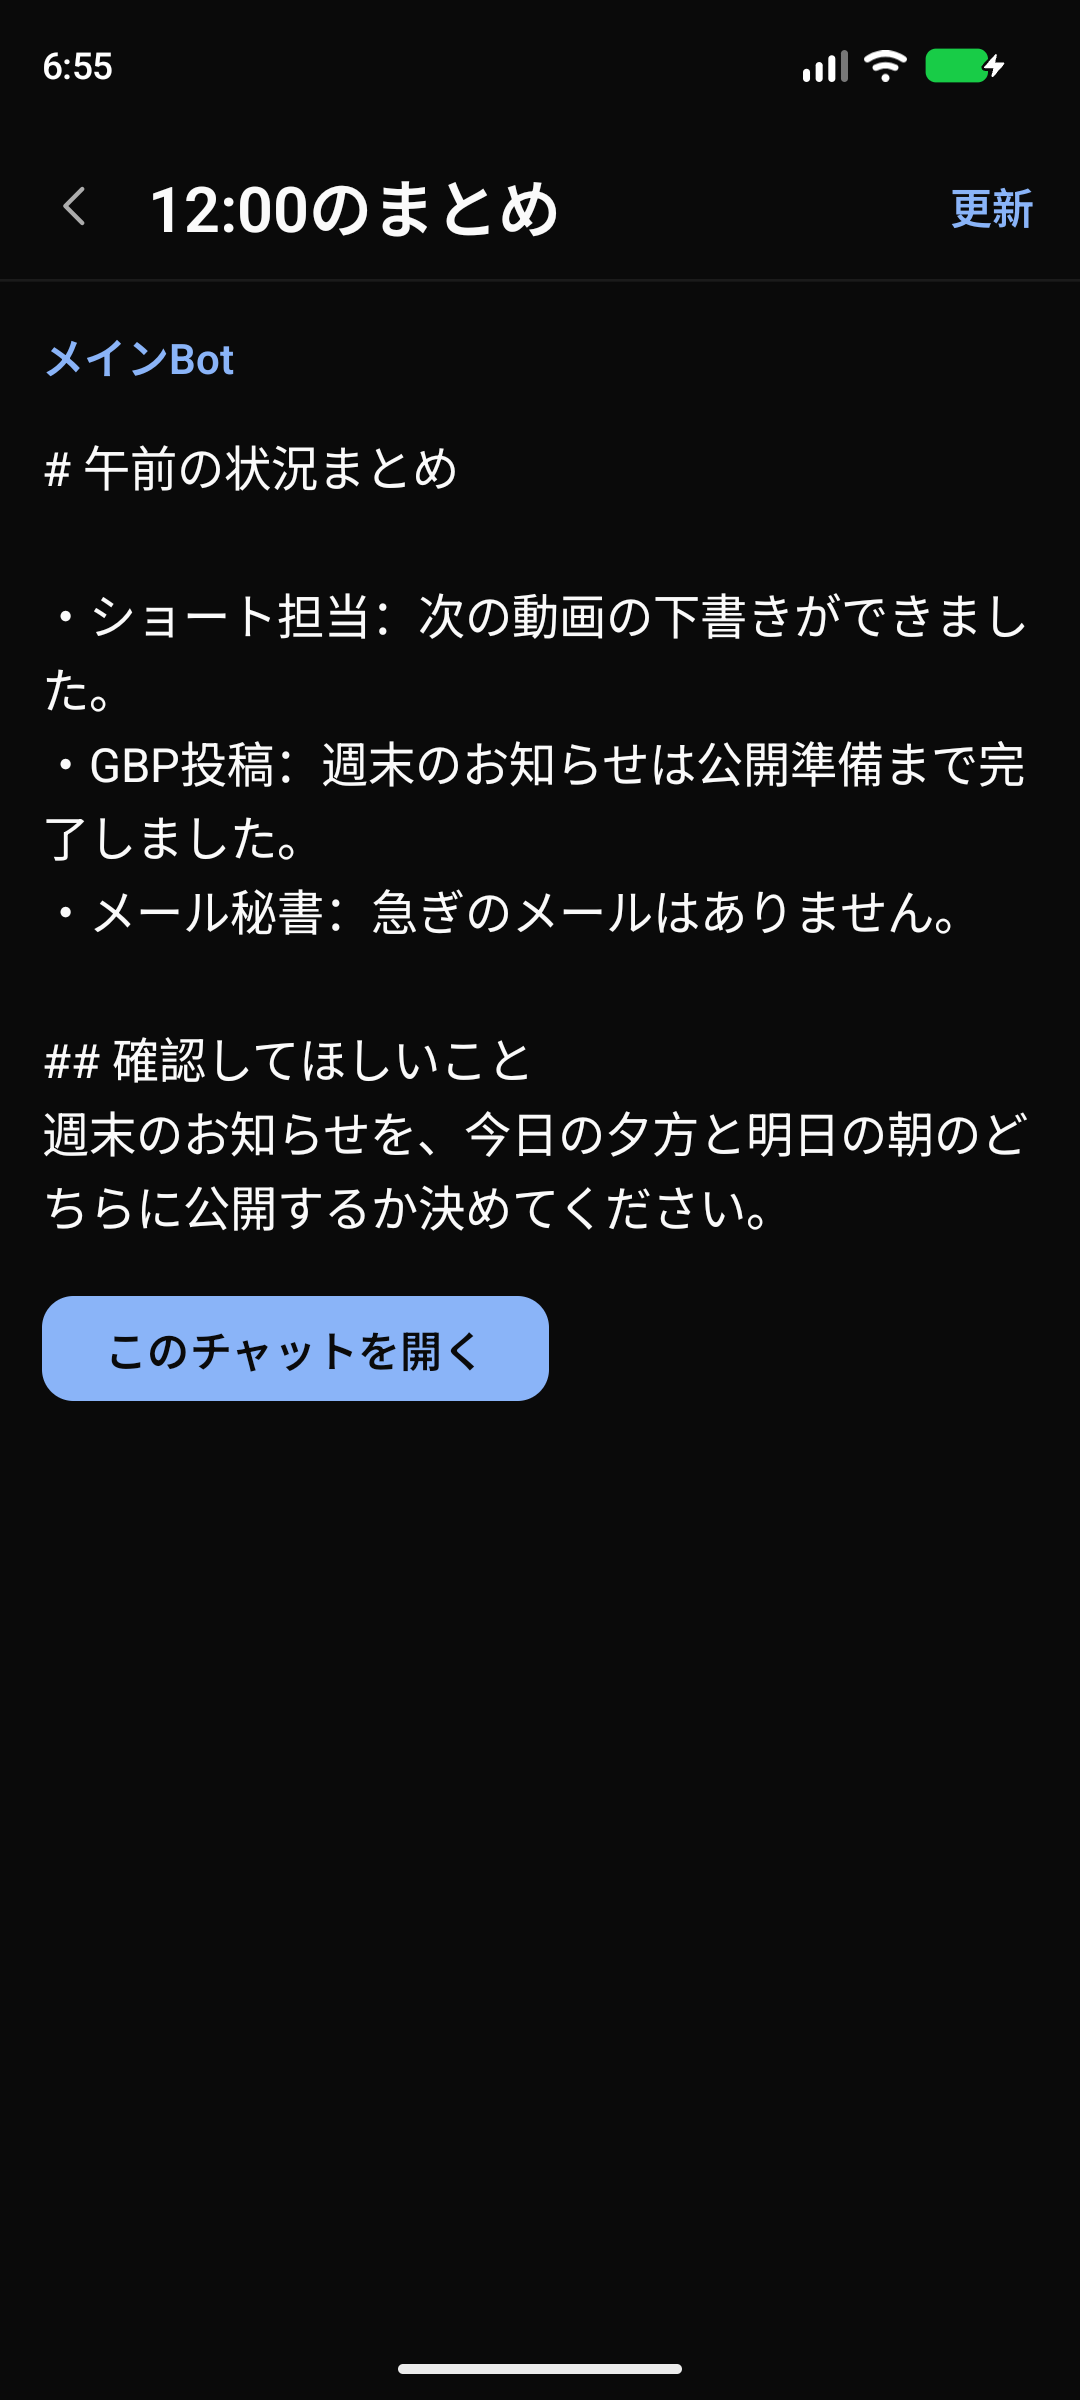 6:55
12:00のまとめ
更新
メインBot
# 午前の状況まとめ
・ショート担当：次の動画の下書きができまし
た。
・GBP投稿：週末のお知らせは公開準備まで完
了しました。
・メール秘書：急ぎのメールはありません。
## 確認してほしいこと
週末のお知らせを、今日の夕方と明日の朝のど
ちらに公開するか決めてください。
このチャットを開く